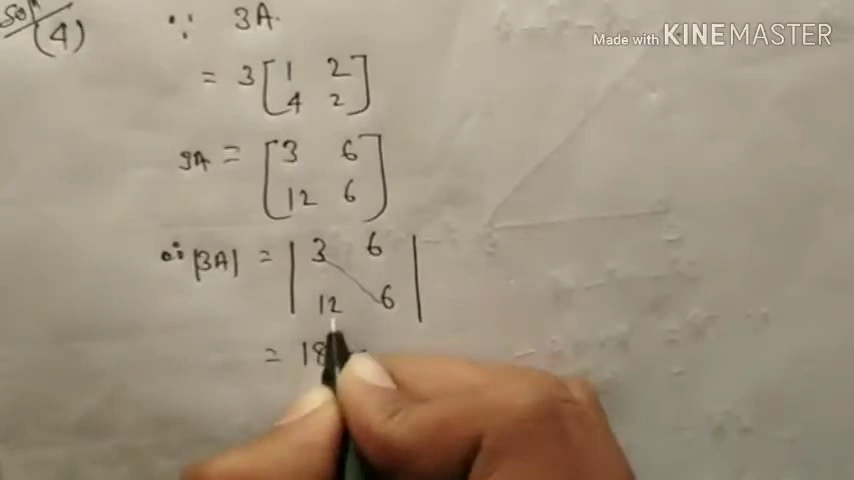 Made with KINEMASTER
Soln (4) ∵ 3A
= 3 [ 1 2
4 2 ]
3A = [ 3 6
12 6 ]
∴ |3A| = | 3 6
12 6 |
= 18 -